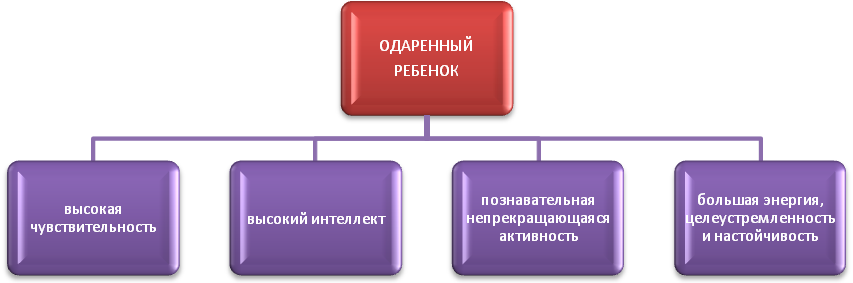 ОДАРЕННЫЙ
РЕБЕНОК
высокая
чувствительность
высокий интеллект
познавательная
непрекращающаяся
активность
большая энергия,
целеустремленность
и настойчивость